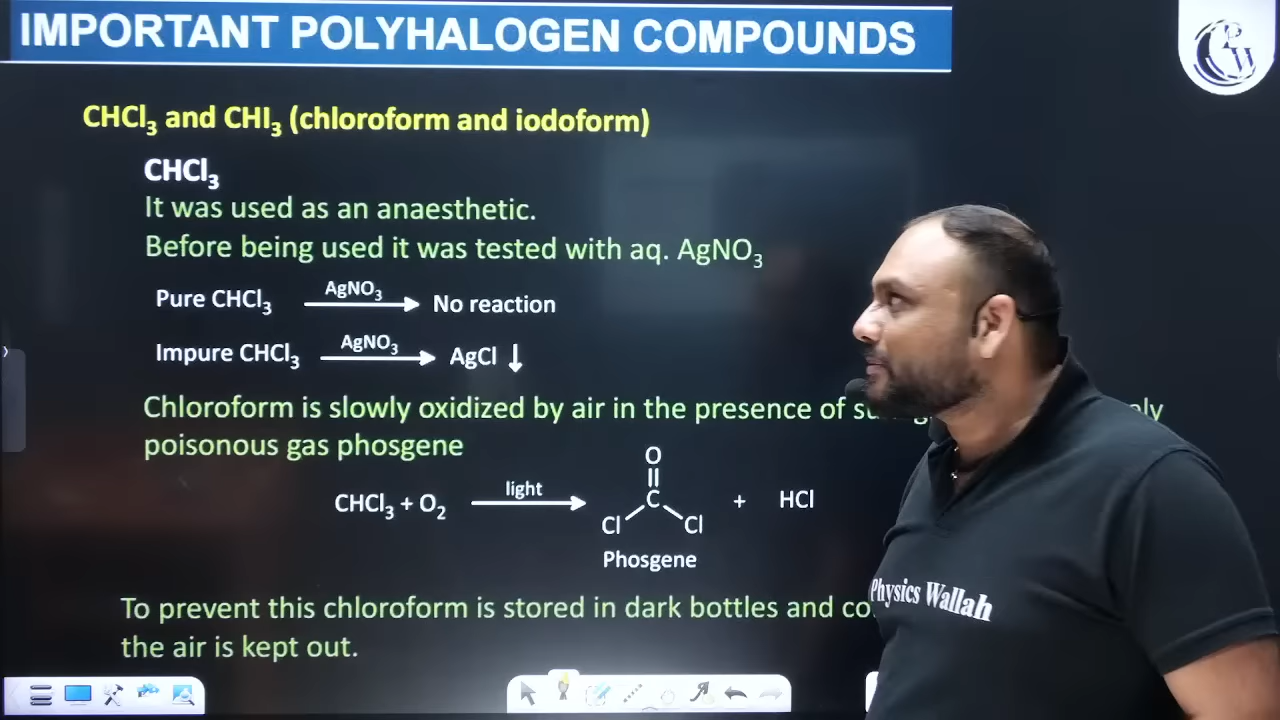 IMPORTANT POLYHALOGEN COMPOUNDS
CHCl₃ and CHI₃ (chloroform and iodoform)
CHCl₃
It was used as an anaesthetic.
Before being used it was tested with aq. AgNO₃
Pure CHCl₃ AgNO₃ → No reaction
Impure CHCl₃ AgNO₃ → AgCl ↓
Chloroform is slowly oxidized by air in the presence of
poisonous gas phosgene
O
CHCl₃ + O₂ light → C + HCl
Cl Cl
Phosgene
To prevent this chloroform is stored in dark bottles and
the air is kept out.
Physics Wallah